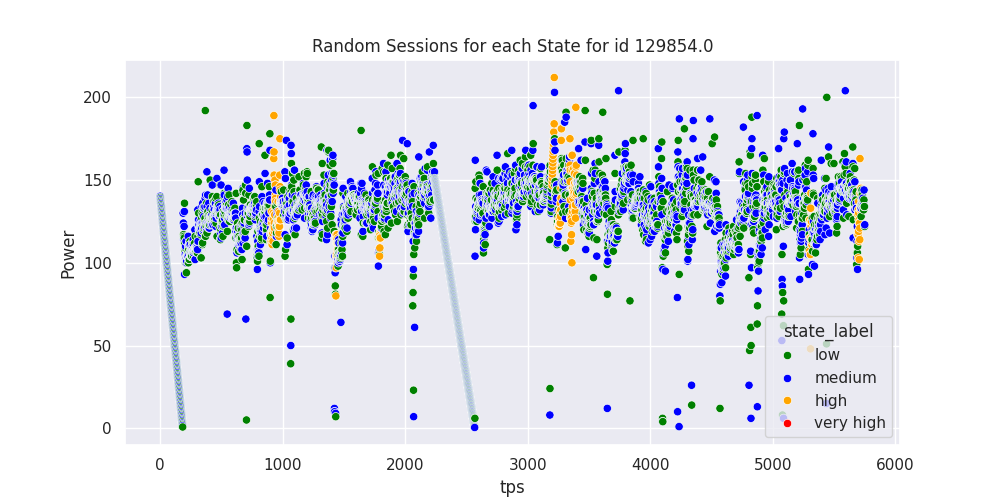 Random Sessions for each State for id 129854.0
Power
200
150
100
50
0
0 1000 2000 3000 4000 5000 6000
tps
state_label
low
medium
high
very high